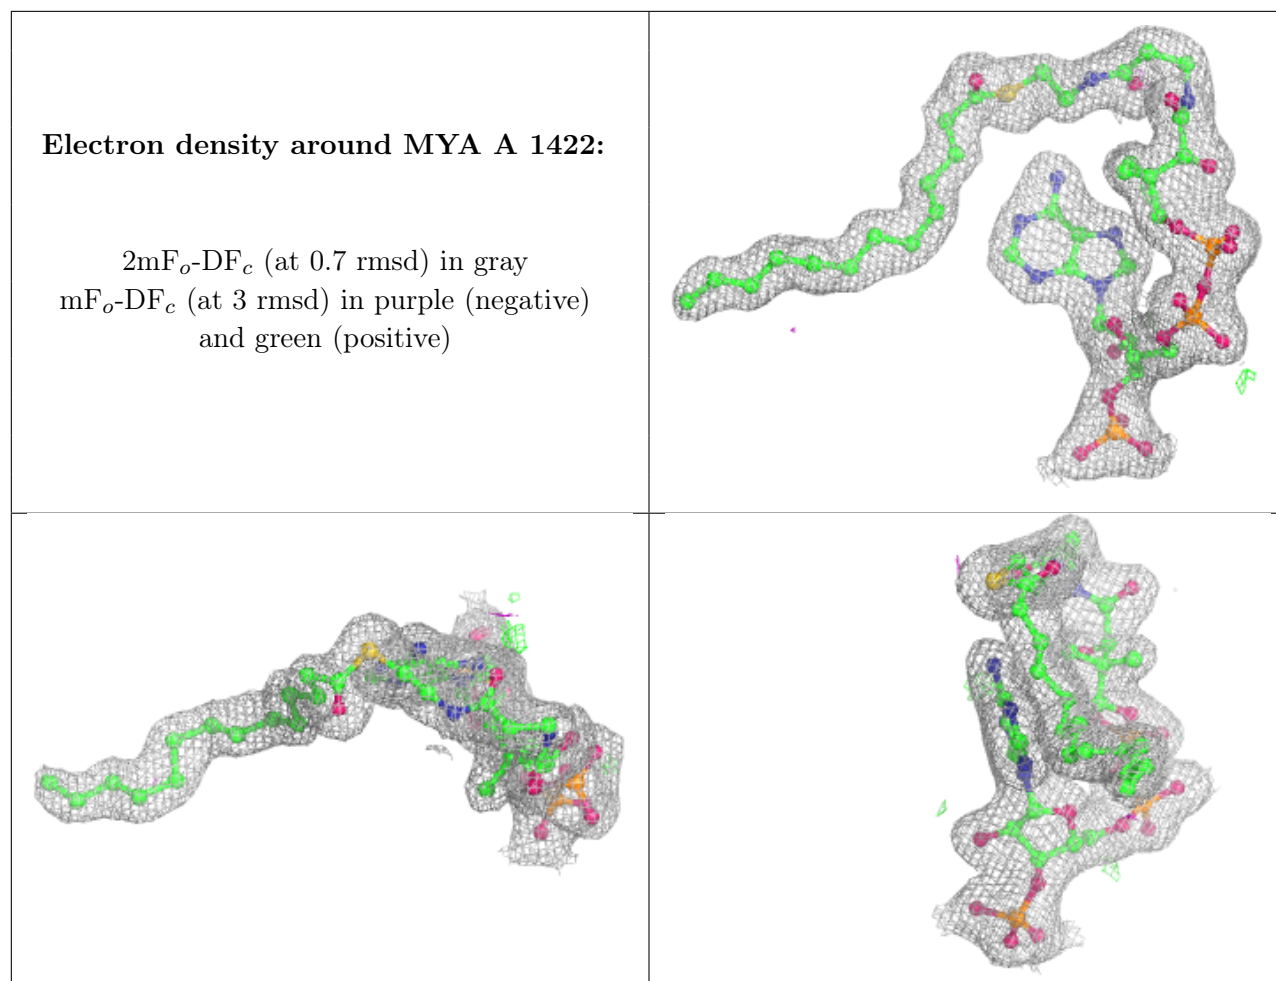 Electron density around MYA A 1422:
2mFo-DFc (at 0.7 rmsd) in gray
mFo-DFc (at 3 rmsd) in purple (negative)
and green (positive)